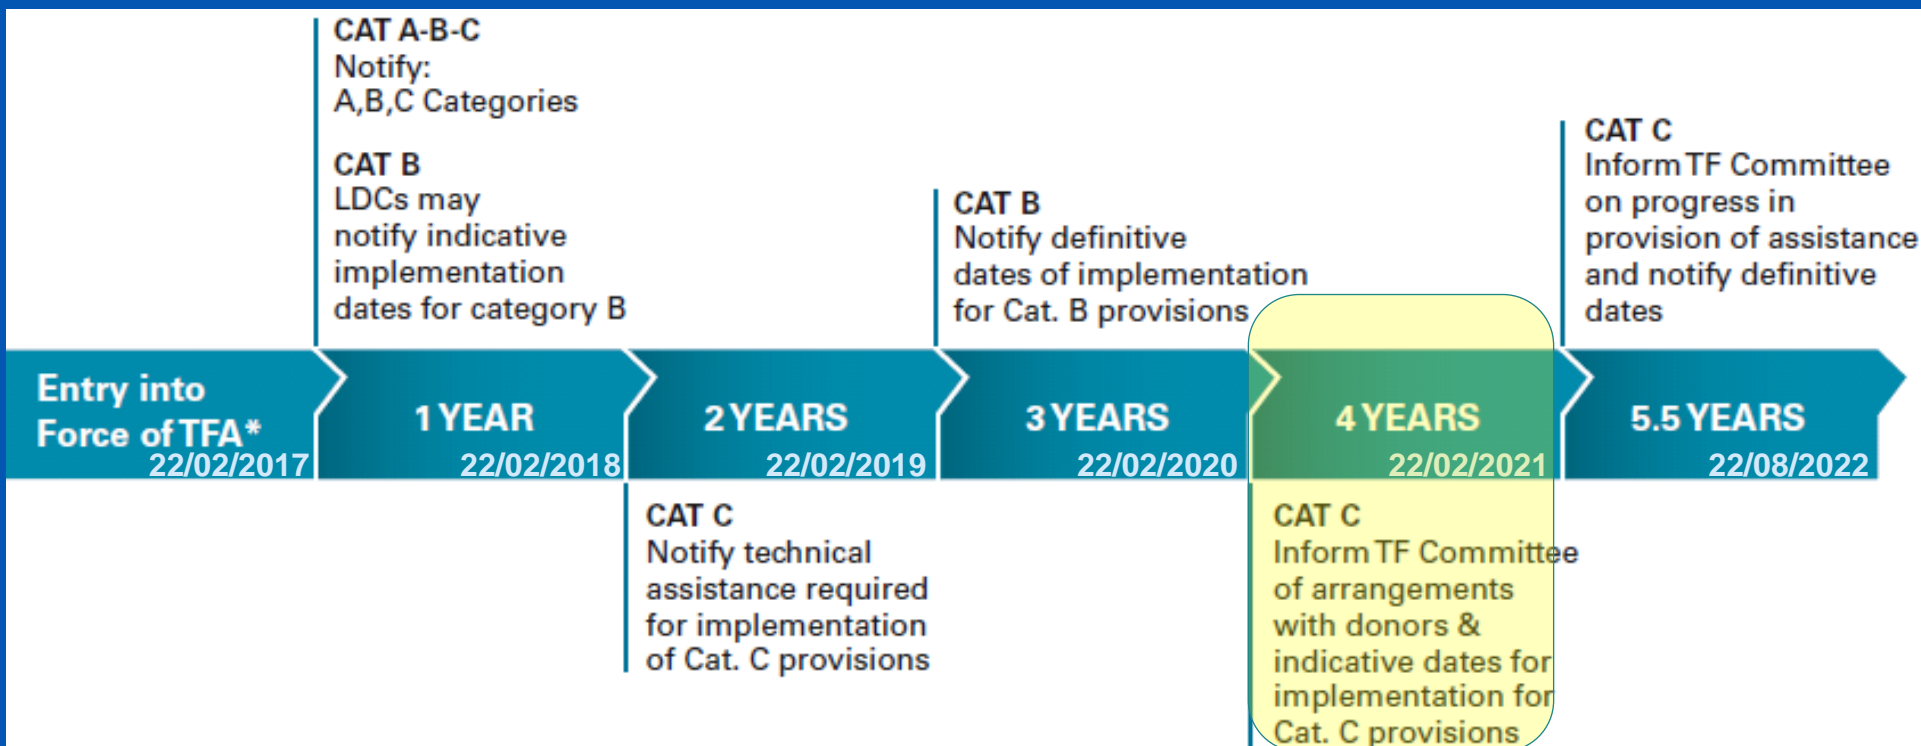 CAT A-B-C
Notify:
A,B,C Categories
CAT B
LDCs may
notify indicative
implementation
dates for category B
CAT B
Notify definitive
dates of implementation
for Cat. B provisions
CAT C
Inform TF Committee
on progress in
provision of assistance
and notify definitive
dates
Entry into
Force of TFA*
22/02/2017
1 YEAR
22/02/2018
2 YEARS
22/02/2019
3 YEARS
22/02/2020
4 YEARS
22/02/2021
5.5 YEARS
22/08/2022
CAT C
Notify technical
assistance required
for implementation
of Cat. C provisions
CAT C
Inform TF Committee
of arrangements
with donors &
indicative dates for
implementation for
Cat. C provisions